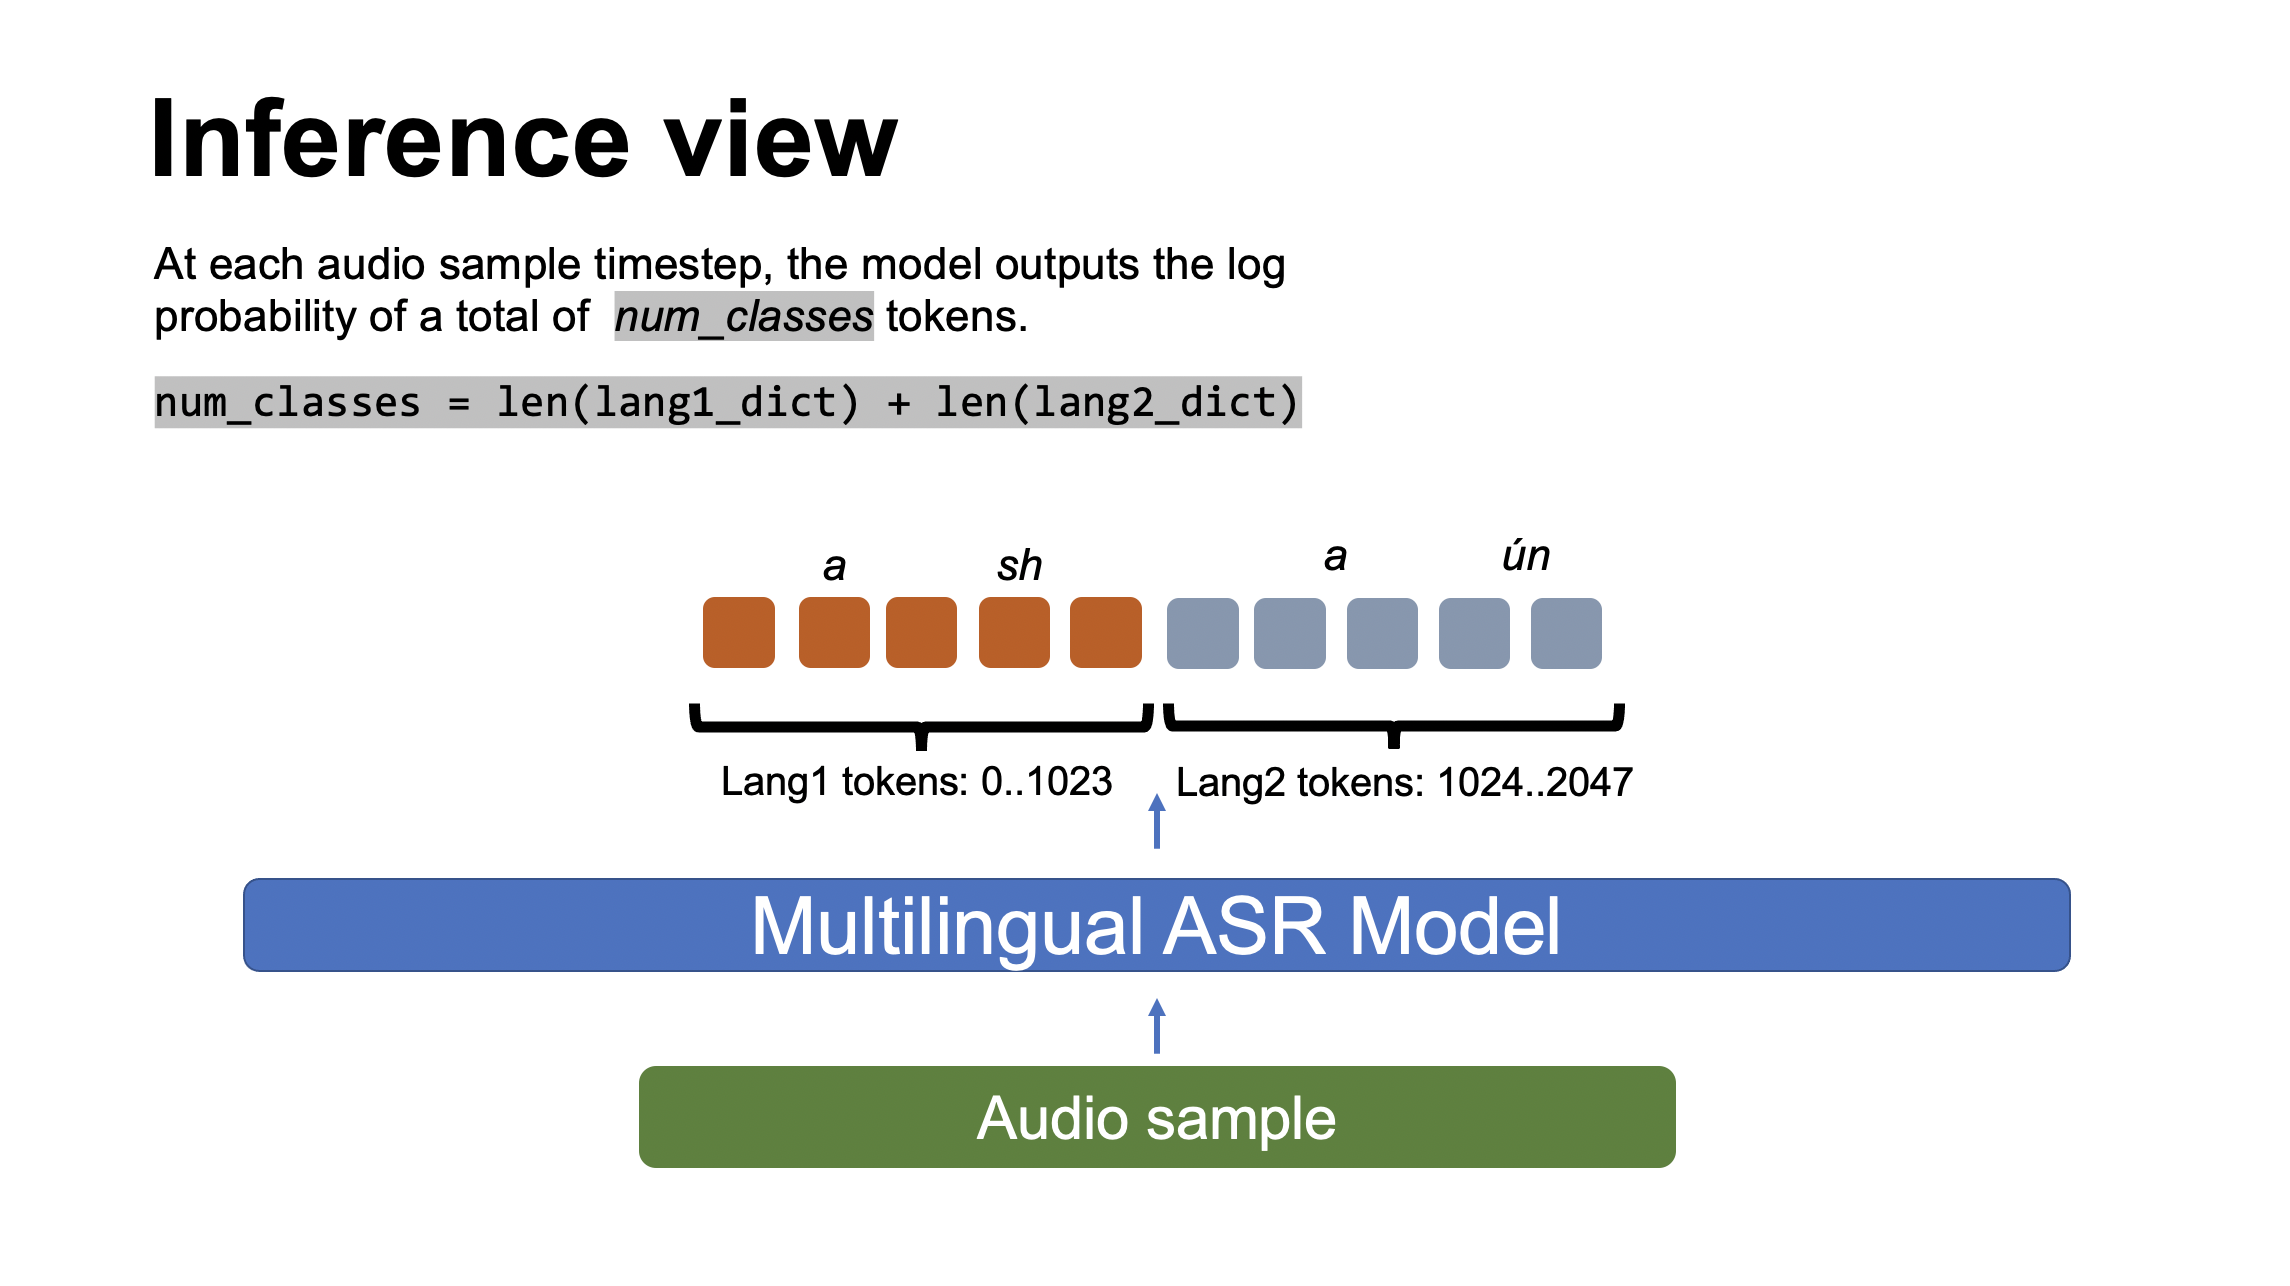 Inference view
At each audio sample timestep, the model outputs the log
probability of a total of num_classes tokens.
num_classes = len(lang1_dict) + len(lang2_dict)
a sh a ún
Lang1 tokens: 0..1023 Lang2 tokens: 1024..2047
Multilingual ASR Model
Audio sample